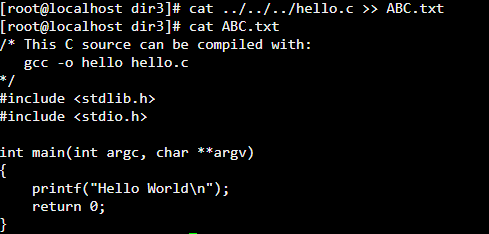 [root@localhost dir3]# cat ../../../hello.c >> ABC.txt
[root@localhost dir3]# cat ABC.txt
/* This C source can be compiled with:
   gcc -o hello hello.c
*/
#include <stdlib.h>
#include <stdio.h>

int main(int argc, char **argv)
{
    printf("Hello World\n");
    return 0;
}